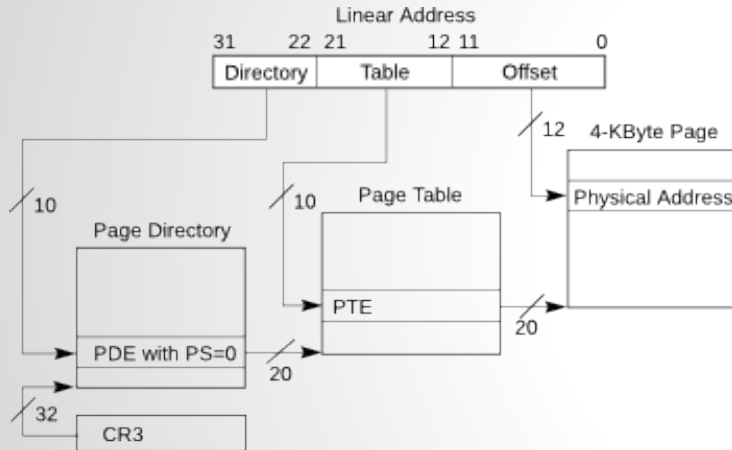 Linear Address
31 22 21 12 11 0
Directory Table Offset
12
4-KByte Page
10
10
Page Table
Physical Address
Page Directory
PTE
20
PDE with PS=0
20
32
CR3